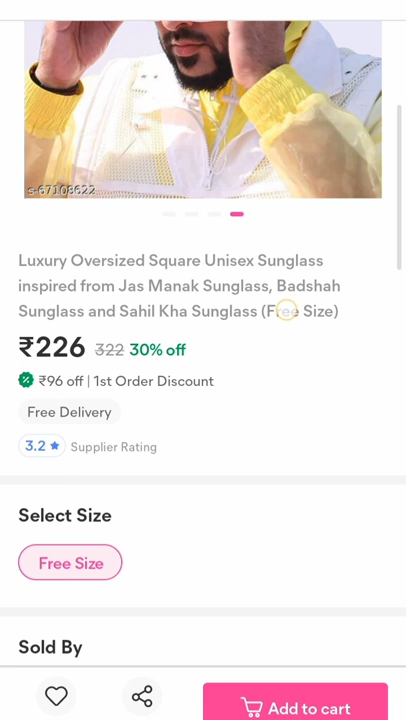 s-67108622
Luxury Oversized Square Unisex Sunglass
inspired from Jas Manak Sunglass, Badshah
Sunglass and Sahil Kha Sunglass (Free Size)
₹226 322 30% off
₹96 off | 1st Order Discount
Free Delivery
3.2 ★ Supplier Rating
Select Size
Free Size
Sold By
Add to cart